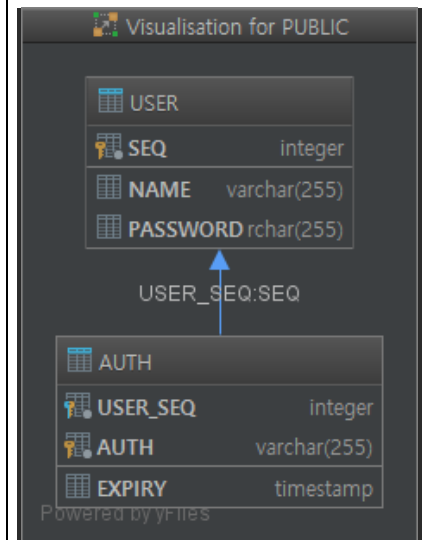 Visualisation for PUBLIC
USER
SEQ integer
NAME varchar(255)
PASSWORD rchar(255)
USER_SEQ:SEQ
AUTH
USER_SEQ integer
AUTH varchar(255)
EXPIRY timestamp
Powered by yFiles